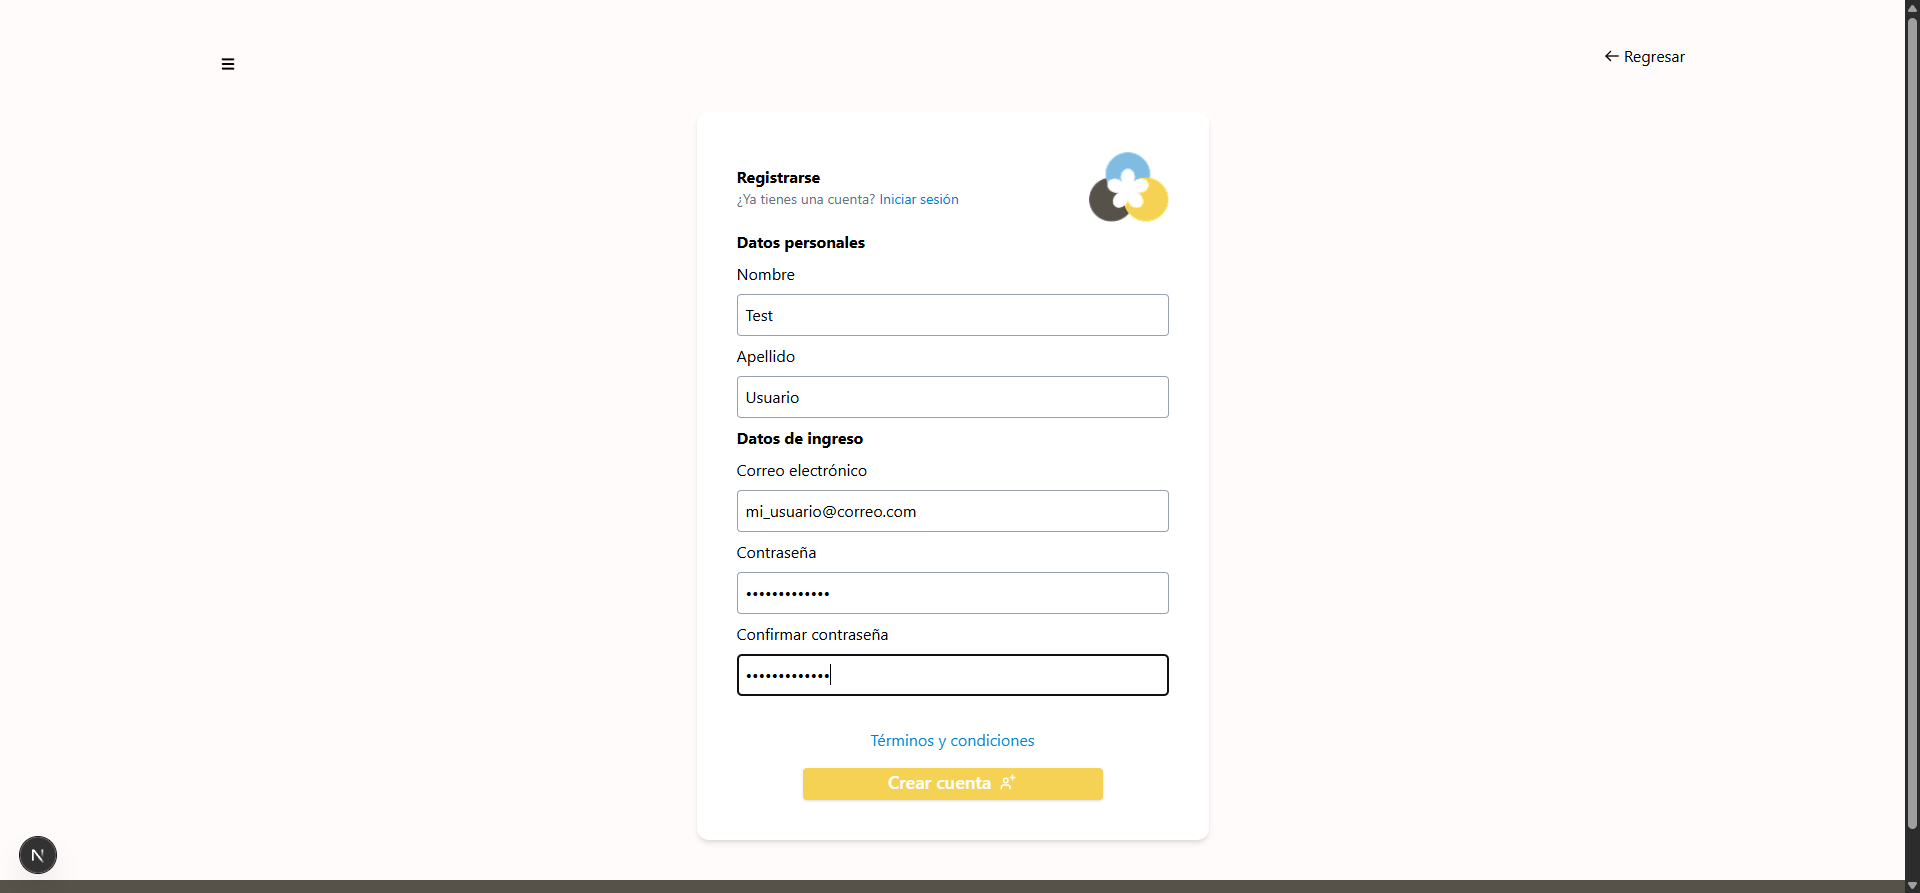 ← Regresar
Registrarse
¿Ya tienes una cuenta? Iniciar sesión
Datos personales
Nombre
Test
Apellido
Usuario
Datos de ingreso
Correo electrónico
mi_usuario@correo.com
Contraseña
•••••••••••••
Confirmar contraseña
•••••••••••••
Términos y condiciones
Crear cuenta
N